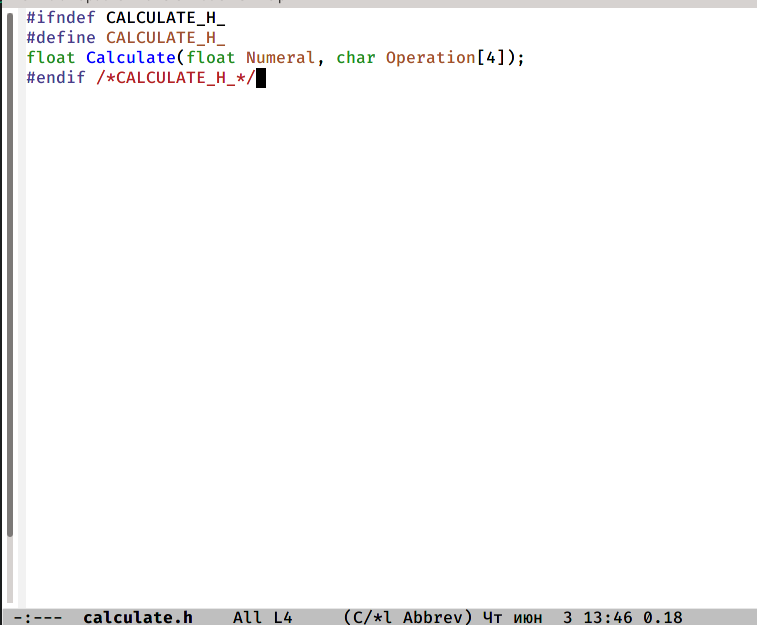 #ifndef CALCULATE_H_
#define CALCULATE_H_
float Calculate(float Numeral, char Operation[4]);
#endif /*CALCULATE_H_*/
-:--- calculate.h All L4 (C/*l Abbrev) Чт июн 3 13:46 0.18